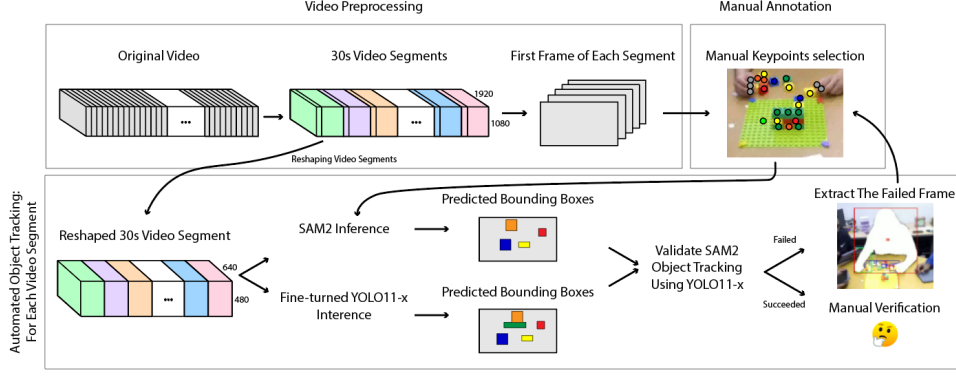 Video Preprocessing
Manual Annotation
Original Video
30s Video Segments
First Frame of Each Segment
Manual Keypoints selection
1920
1080
...
...
Reshaping Video Segments
Automated Object Tracking:
For Each Video Segment
Reshaped 30s Video Segment
640
480
...
SAM2 Inference
Fine-turned YOLO11-x
Interence
Predicted Bounding Boxes
Predicted Bounding Boxes
Validate SAM2
Object Tracking
Using YOLO11-x
Failed
Succeeded
Extract The Failed Frame
Manual Verification